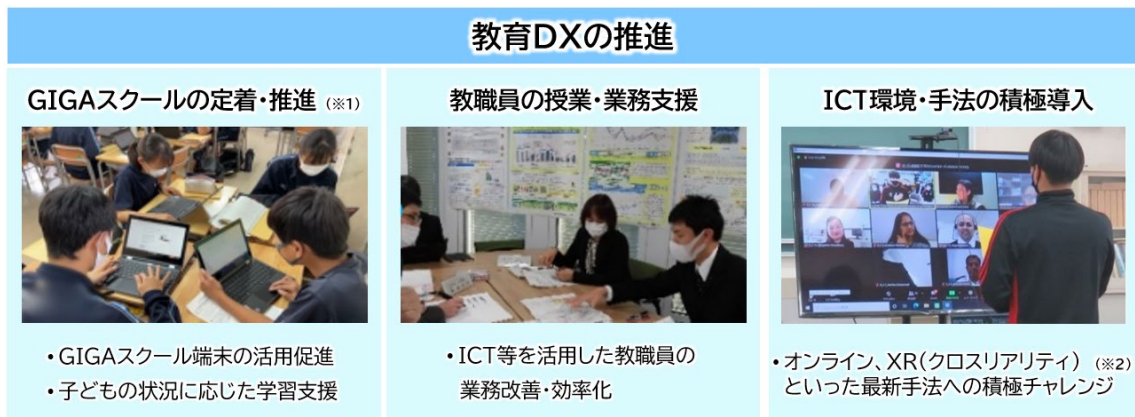 教育DXの推進
GIGAスクールの定着・推進 (※1)
教職員の授業・業務支援
ICT環境・手法の積極導入
・GIGAスクール端末の活用促進
・子どもの状況に応じた学習支援
・ICT等を活用した教職員の
業務改善・効率化
・オンライン、XR(クロスリアリティ) (※2)
といった最新手法への積極チャレンジ